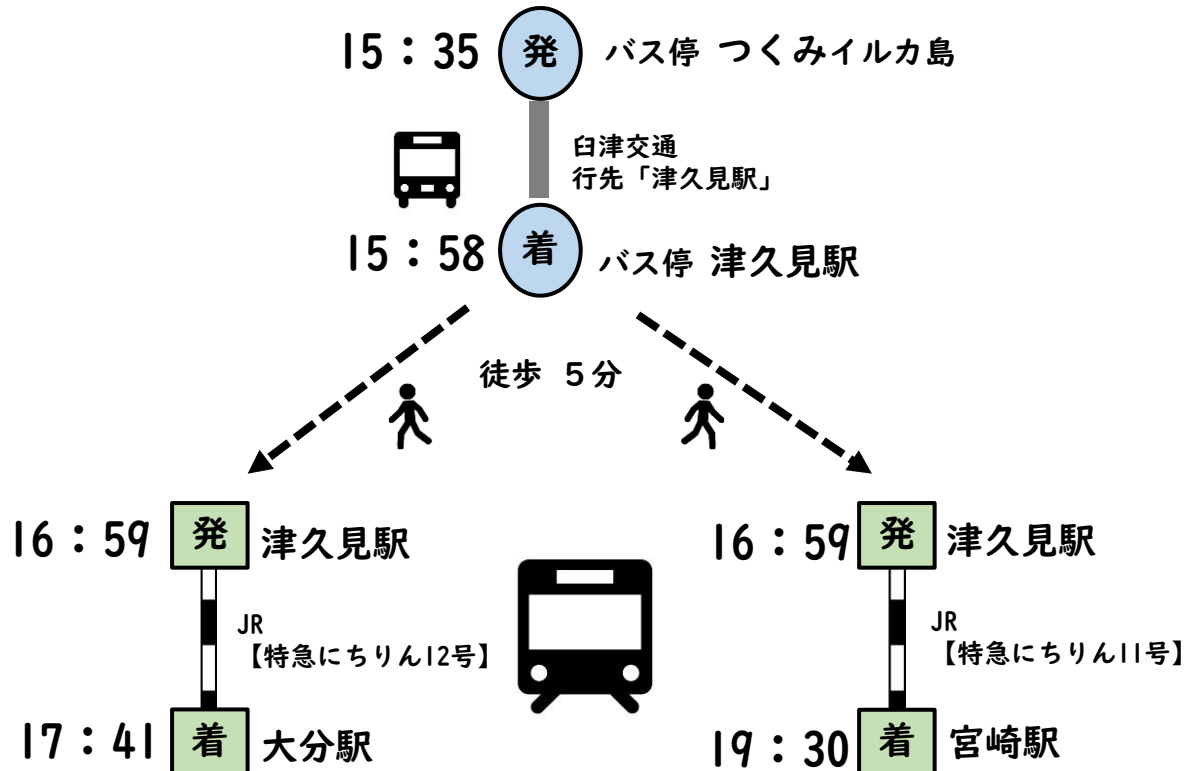 15：35 発 バス停 つくみイルカ島
臼津交通
行先「津久見駅」
15：58 着 バス停 津久見駅
徒歩 5分
16：59 発 津久見駅
JR
【特急にちりん12号】
17：41 着 大分駅
16：59 発 津久見駅
JR
【特急にちりん11号】
19：30 着 宮崎駅